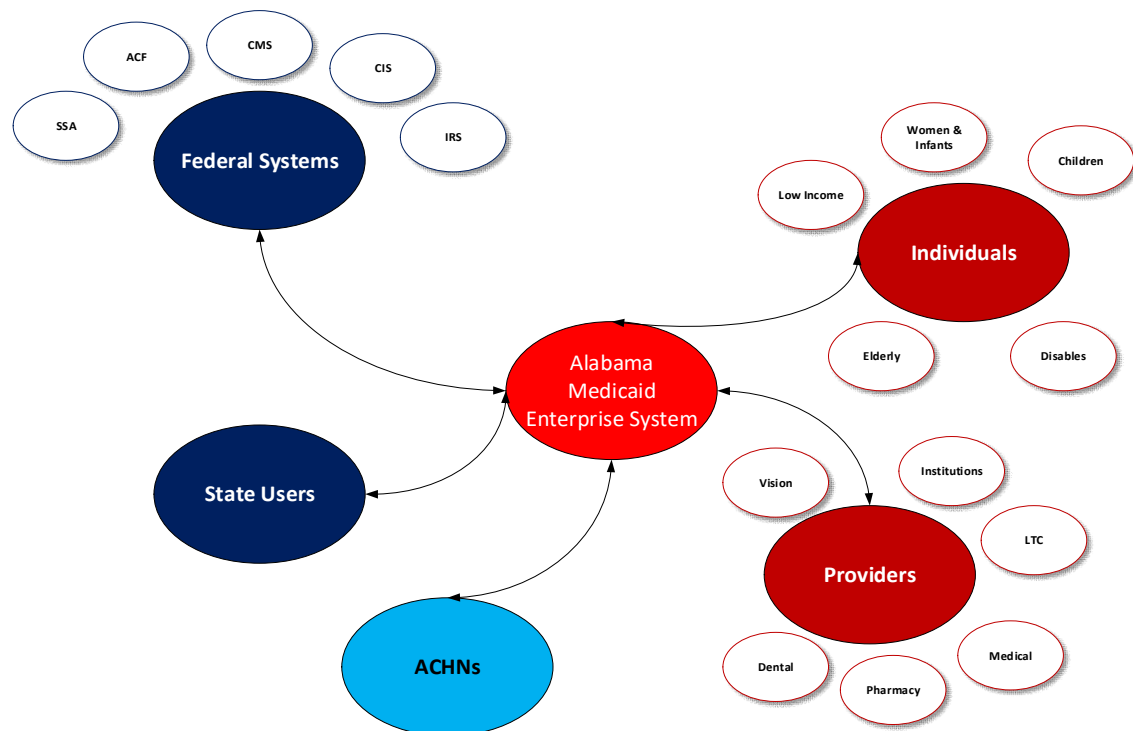 CMS
ACF
CIS
SSA
IRS
Federal Systems
Women &
Infants
Children
Low Income
Individuals
Elderly
Disables
Alabama
Medicaid
Enterprise System
State Users
ACHNs
Vision
Institutions
LTC
Providers
Medical
Dental
Pharmacy